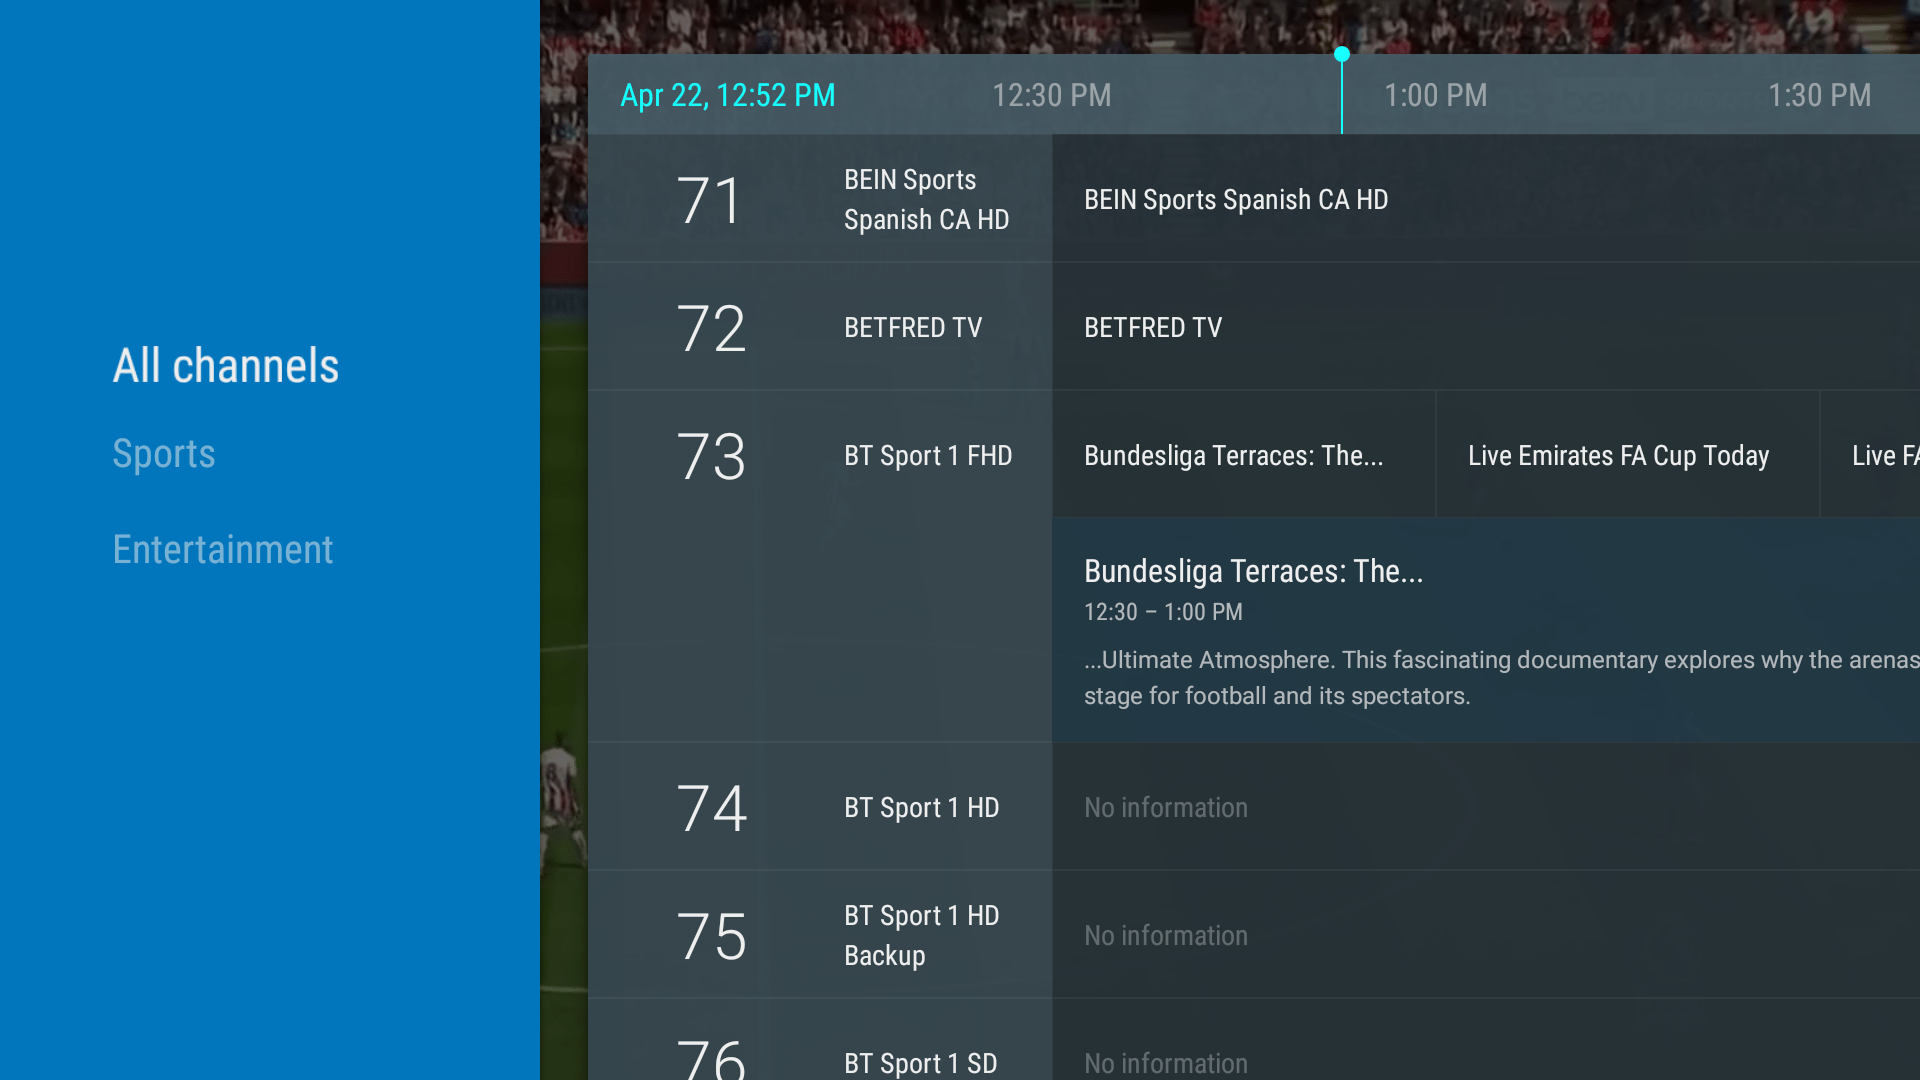 All channels
Sports
Entertainment
Apr 22, 12:52 PM
12:30 PM
1:00 PM
1:30 PM
71
BEIN Sports
Spanish CA HD
BEIN Sports Spanish CA HD
72
BETFRED TV
BETFRED TV
73
BT Sport 1 FHD
Bundesliga Terraces: The...
Live Emirates FA Cup Today
Live FA
Bundesliga Terraces: The...
12:30 – 1:00 PM
...Ultimate Atmosphere. This fascinating documentary explores why the arenas
stage for football and its spectators.
74
BT Sport 1 HD
No information
75
BT Sport 1 HD
Backup
No information
76
BT Sport 1 SD
No information